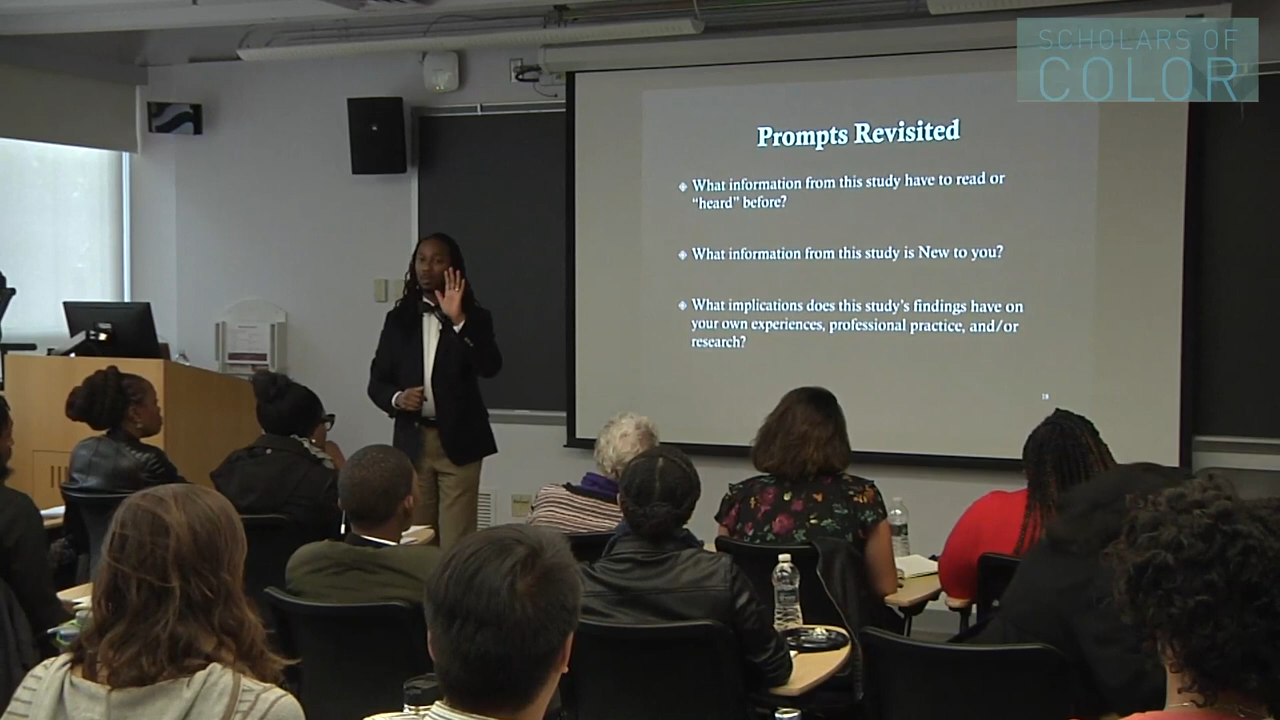 SCHOLARS OF
COLOR
Prompts Revisited
What information from this study have to read or
"heard" before?
What information from this study is New to you?
What implications does this study's findings have on
your own experiences, professional practice, and/or
research?